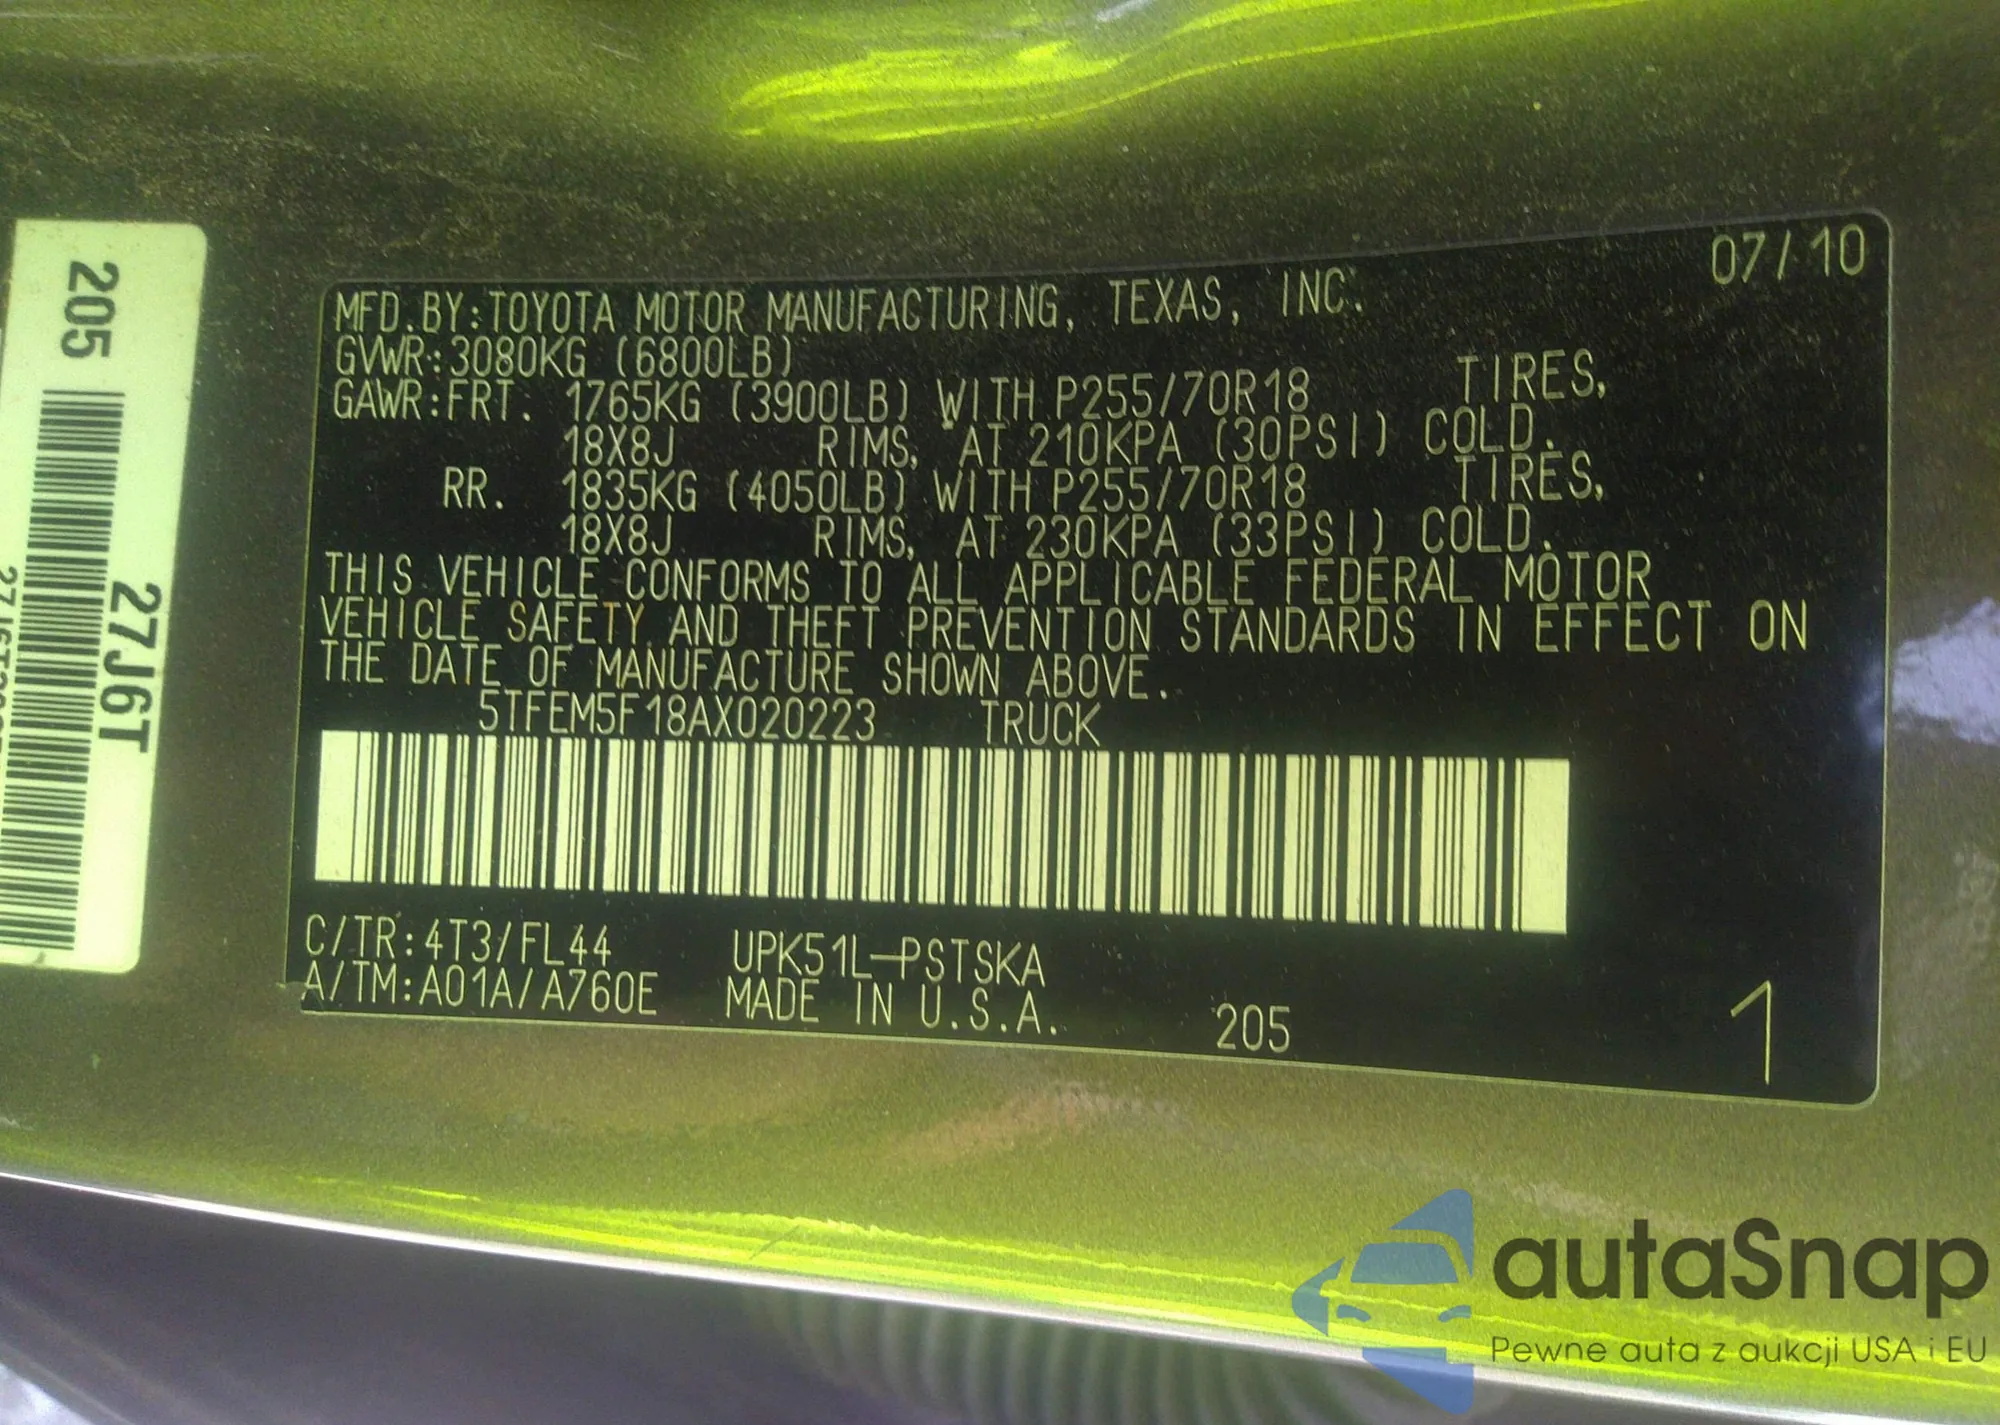 07/10
MFD. BY: TOYOTA MOTOR MANUFACTURING, TEXAS, INC.
GVWR: 3080KG (6800LB)
GAWR: FRT. 1765KG (3900LB) WITH P255/70R18 TIRES,
18X8J RIMS, AT 210KPA (30PSI) COLD.
RR. 1835KG (4050LB) WITH P255/70R18 TIRES,
18X8J RIMS, AT 230KPA (33PSI) COLD.
THIS VEHICLE CONFORMS TO ALL APPLICABLE FEDERAL MOTOR
VEHICLE SAFETY AND THEFT PREVENTION STANDARDS IN EFFECT ON
THE DATE OF MANUFACTURE SHOWN ABOVE.
5TFEM5F18AX020223 TRUCK
C/TR: 4T3/FL44 UPK51L-PSTSKA
A/TM: A01A/A760E MADE IN U.S.A. 205
1
205
27J6T
autaSnap
Pewne auta z aukcji USA i EU